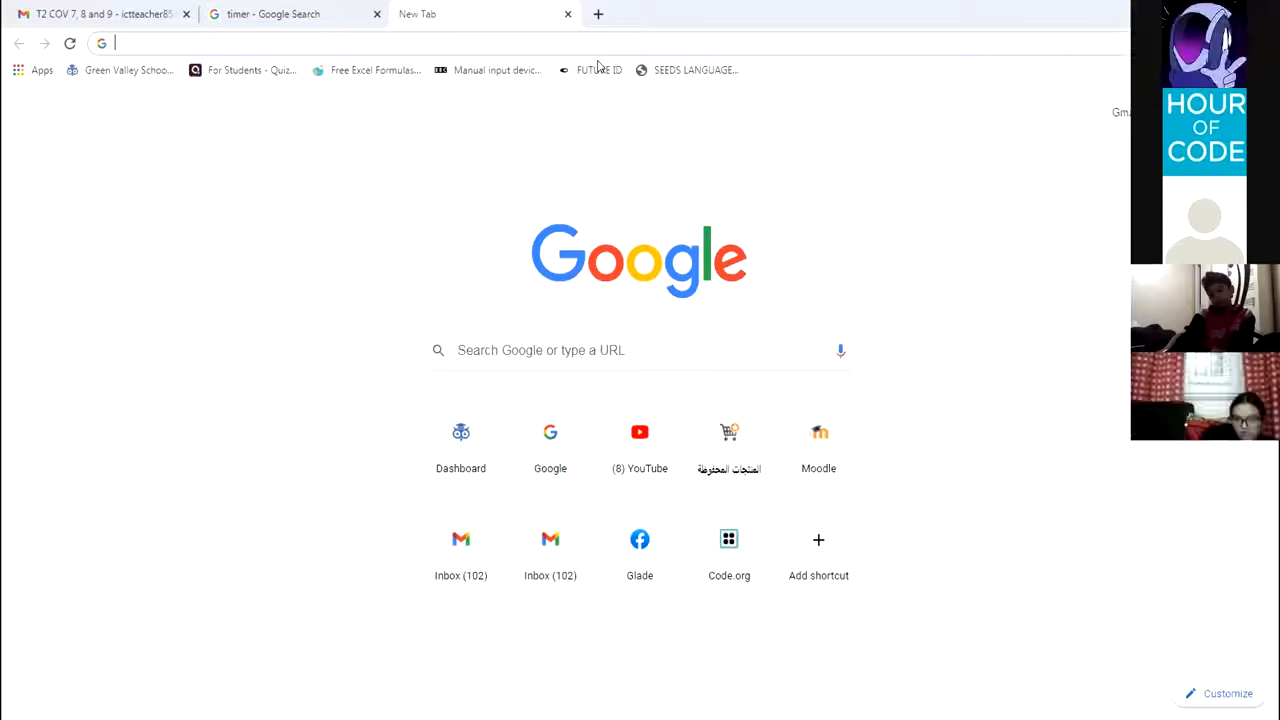 T2 COV 7, 8 and 9 - ictteacher85
timer - Google Search
New Tab
Apps
Green Valley Schoo...
For Students - Quiz...
Free Excel Formulas...
Manual input devic...
FUTURE ID
SEEDS LANGUAGE...
HOUR
OF
CODE
Google
Search Google or type a URL
Dashboard
Google
(8) YouTube
المنتجات المحفوظة
Moodle
Inbox (102)
Inbox (102)
Glade
Code.org
Add shortcut
Customize